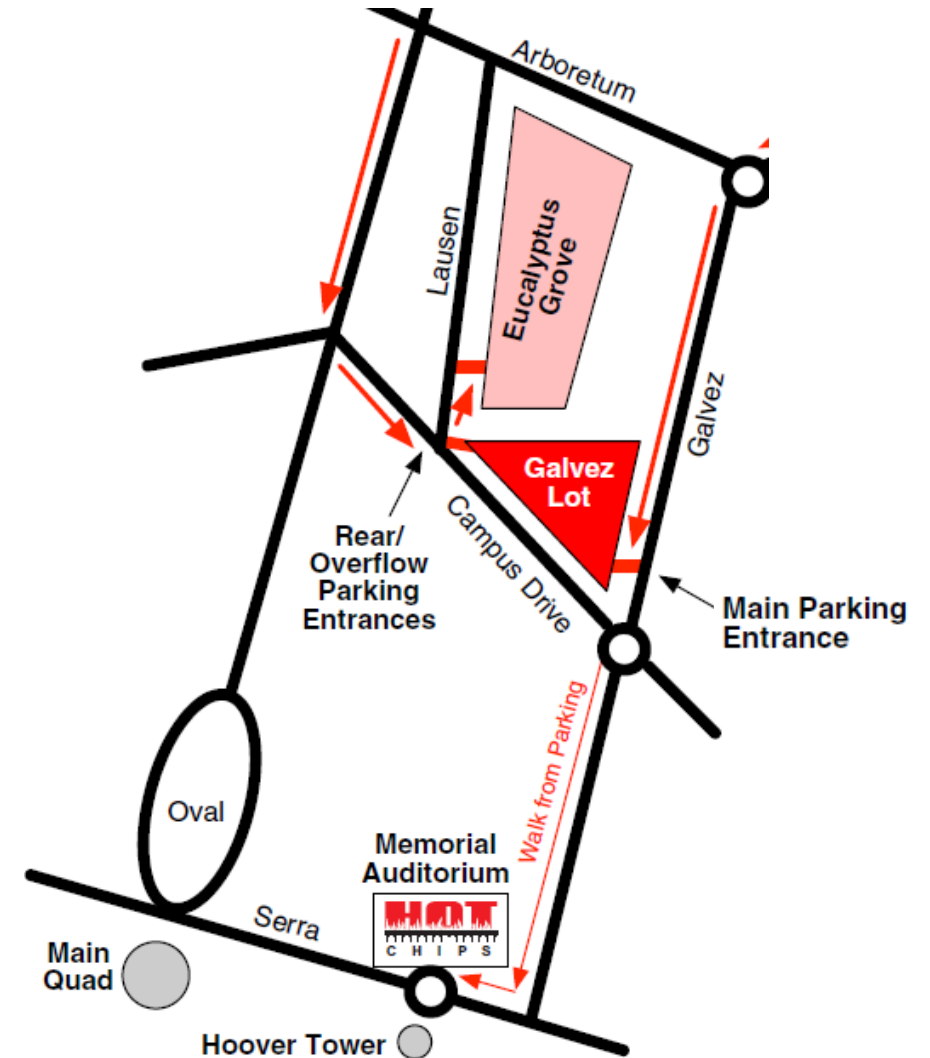 Arboretum
Lausen
Eucalyptus
Grove
Galvez
Galvez
Lot
Rear/
Overflow
Parking
Entrances
Campus Drive
Main Parking
Entrance
Walk from Parking
Oval
Memorial
Auditorium
HOT
CHIPS
Serra
Main
Quad
Hoover Tower